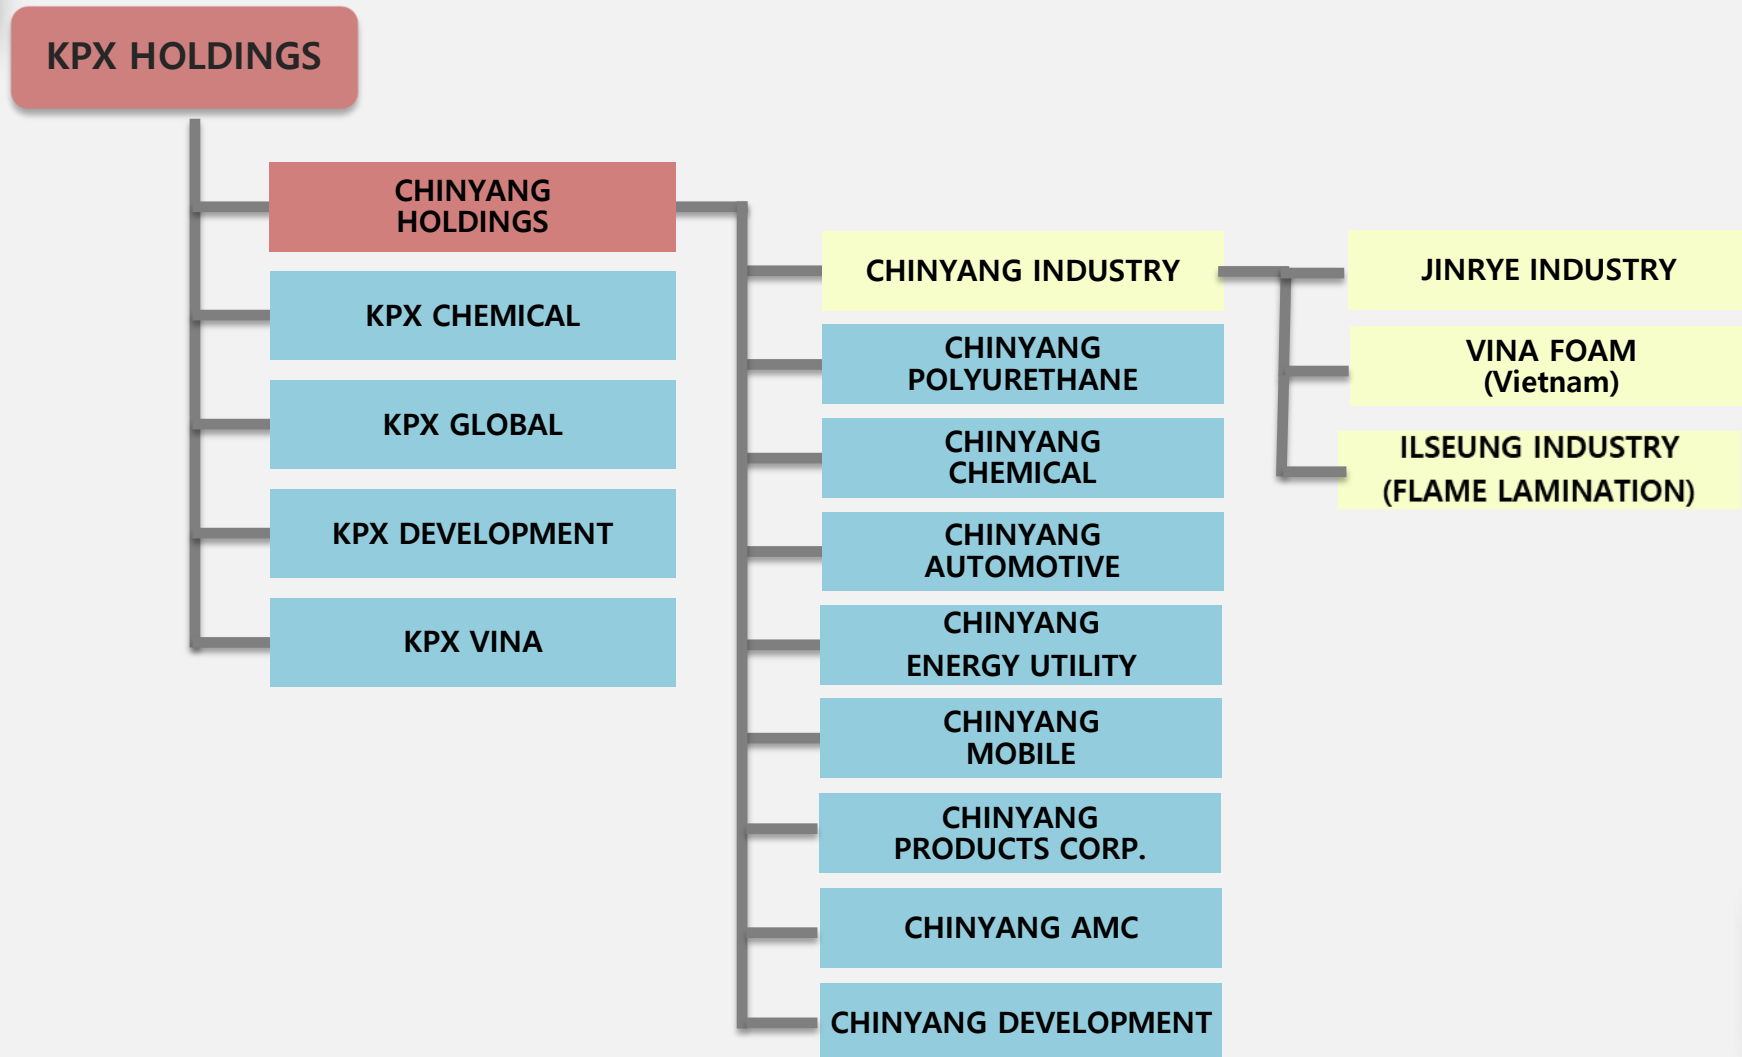 KPX HOLDINGS
CHINYANG
HOLDINGS
KPX CHEMICAL
KPX GLOBAL
KPX DEVELOPMENT
KPX VINA
CHINYANG INDUSTRY
CHINYANG
POLYURETHANE
CHINYANG
CHEMICAL
CHINYANG
AUTOMOTIVE
CHINYANG
ENERGY UTILITY
CHINYANG
MOBILE
CHINYANG
PRODUCTS CORP.
CHINYANG AMC
CHINYANG DEVELOPMENT
JINRYE INDUSTRY
VINA FOAM
(Vietnam)
ILSEUNG INDUSTRY
(FLAME LAMINATION)